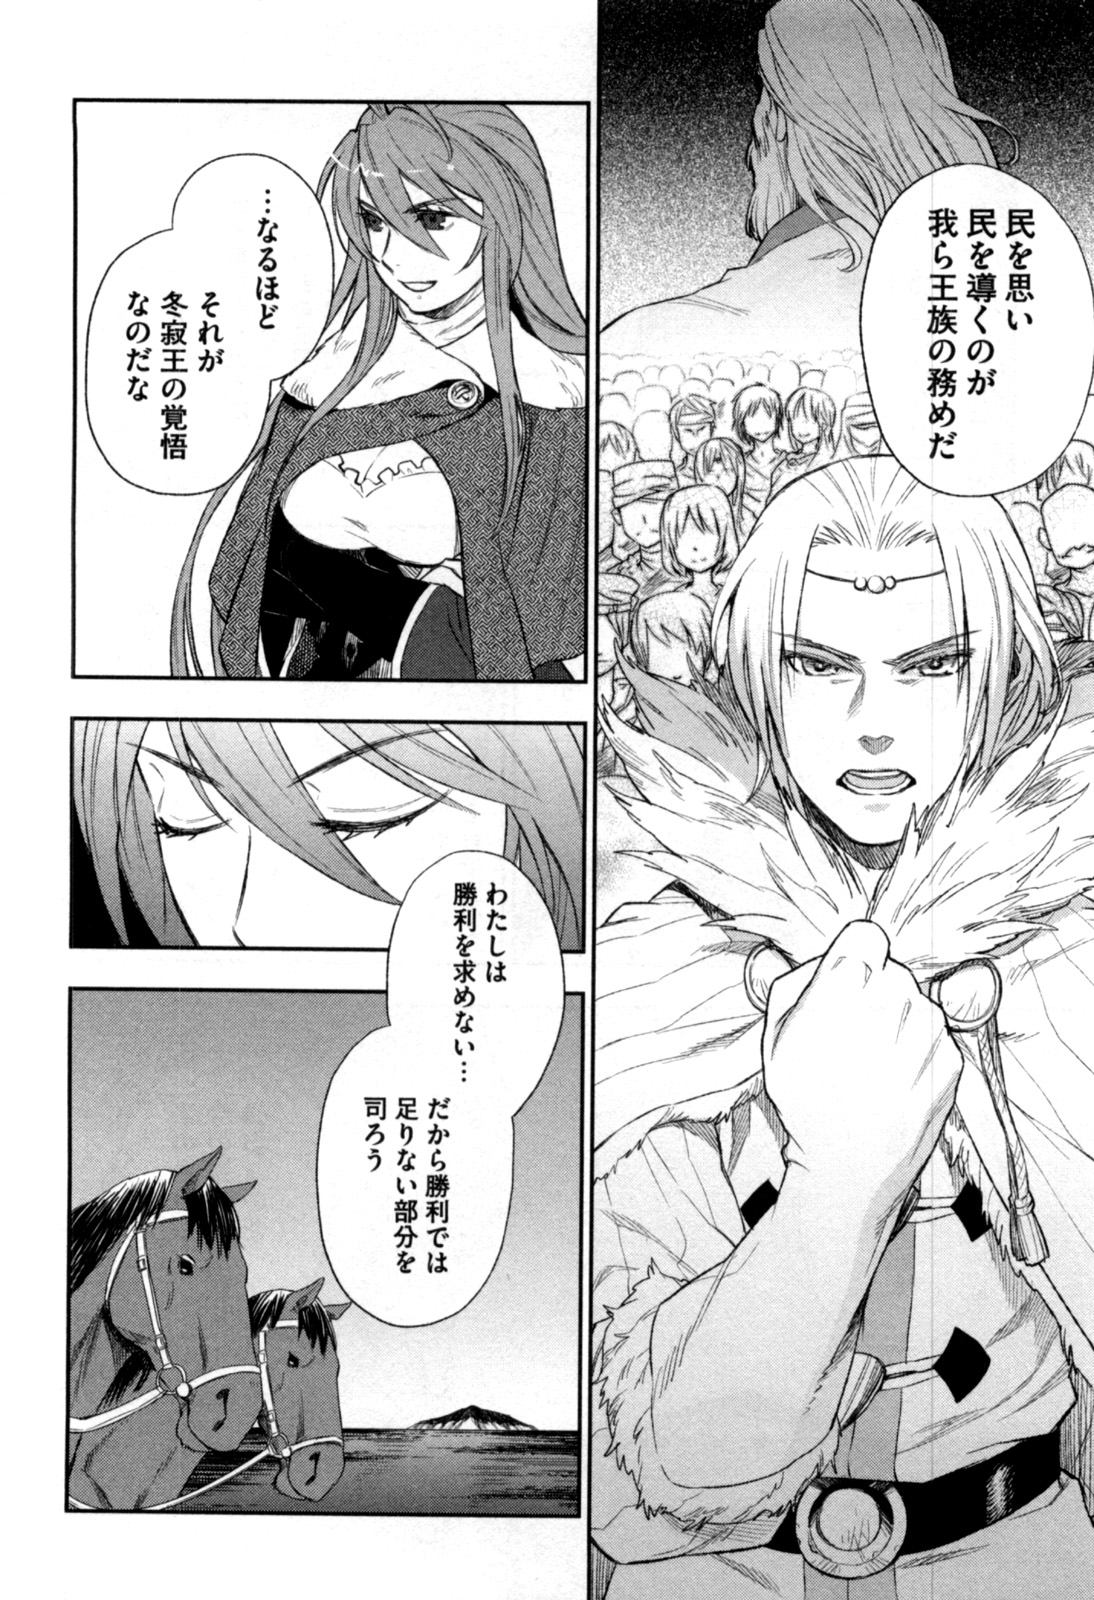 民を思い
民を導くのが
我ら王族の務めだ
…なるほど
それが
冬寂王の覚悟
なのだな
わたしは
勝利を求めない…
だから勝利では
足りない部分を
司ろう